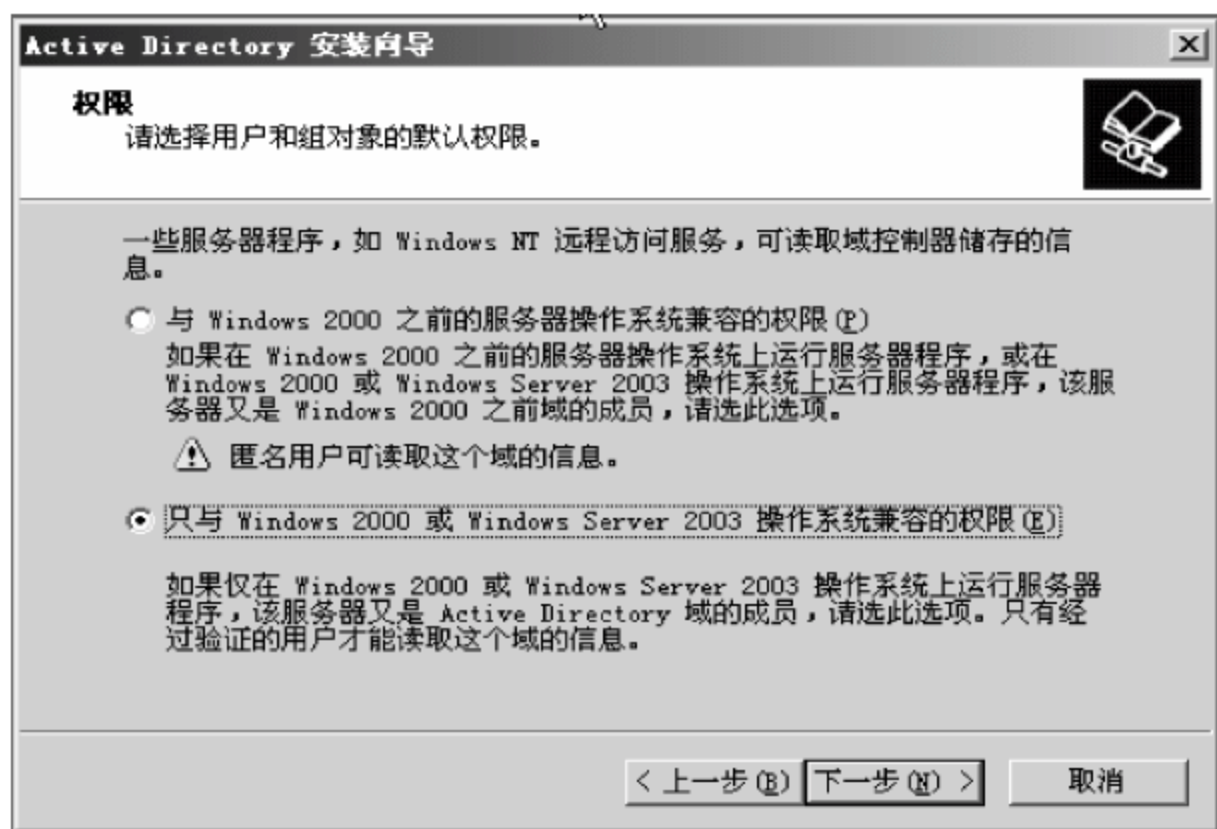 Active Directory 安装向导
权限
请选择用户和组对象的默认权限。
一些服务器程序，如 Windows NT 远程访问服务，可读取域控制器储存的信
息。
与 Windows 2000 之前的服务器操作系统兼容的权限(P)
如果在 Windows 2000 之前的服务器操作系统上运行服务器程序，或在
Windows 2000 或 Windows Server 2003 操作系统上运行服务器程序，该服
务器又是 Windows 2000 之前域的成员，请选此选项。
匿名用户可读取这个域的信息。
只与 Windows 2000 或 Windows Server 2003 操作系统兼容的权限(E)
如果仅在 Windows 2000 或 Windows Server 2003 操作系统上运行服务器
程序，该服务器又是 Active Directory 域的成员，请选此选项。只有经
过验证的用户才能读取这个域的信息。
< 上一步(B) 下一步(N) > 取消